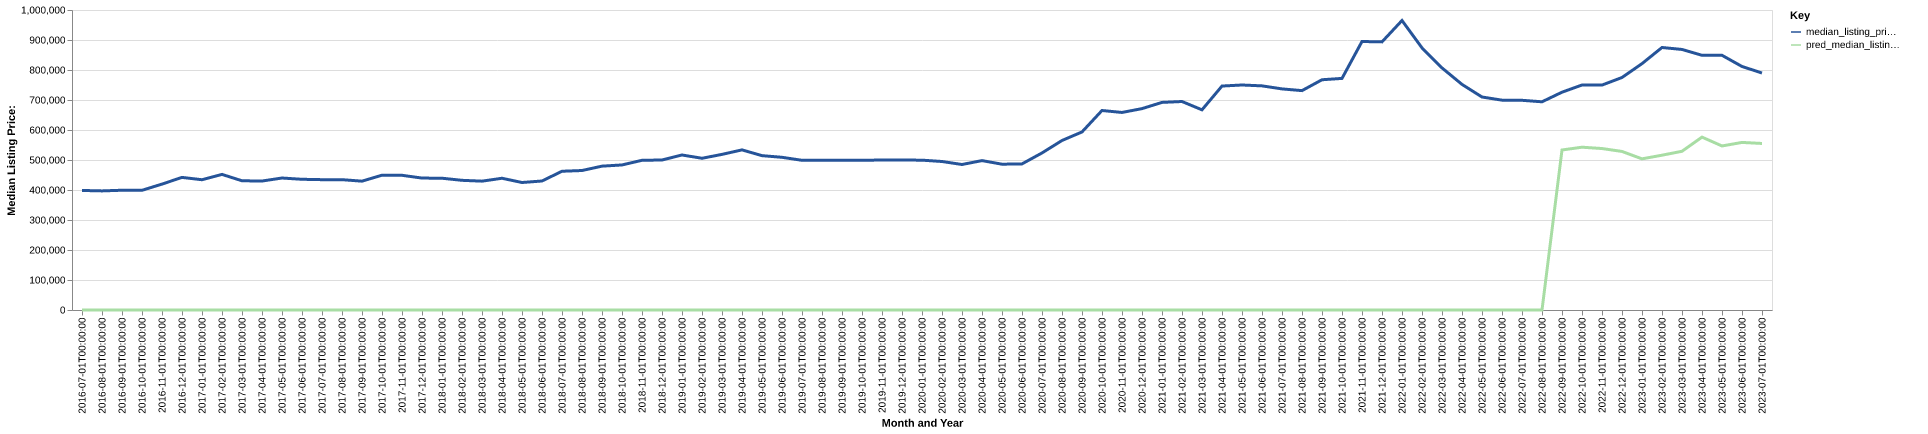 1,000,000
900,000
800,000
700,000
600,000
500,000
400,000
300,000
200,000
100,000
0
Median Listing Price:
2016-07-01T00:00:00
2016-08-01T00:00:00
2016-09-01T00:00:00
2016-10-01T00:00:00
2016-11-01T00:00:00
2016-12-01T00:00:00
2017-01-01T00:00:00
2017-02-01T00:00:00
2017-03-01T00:00:00
2017-04-01T00:00:00
2017-05-01T00:00:00
2017-06-01T00:00:00
2017-07-01T00:00:00
2017-08-01T00:00:00
2017-09-01T00:00:00
2017-10-01T00:00:00
2017-11-01T00:00:00
2017-12-01T00:00:00
2018-01-01T00:00:00
2018-02-01T00:00:00
2018-03-01T00:00:00
2018-04-01T00:00:00
2018-05-01T00:00:00
2018-06-01T00:00:00
2018-07-01T00:00:00
2018-08-01T00:00:00
2018-09-01T00:00:00
2018-10-01T00:00:00
2018-11-01T00:00:00
2018-12-01T00:00:00
2019-01-01T00:00:00
2019-02-01T00:00:00
2019-03-01T00:00:00
2019-04-01T00:00:00
2019-05-01T00:00:00
2019-06-01T00:00:00
2019-07-01T00:00:00
2019-08-01T00:00:00
2019-09-01T00:00:00
2019-10-01T00:00:00
2019-11-01T00:00:00
2019-12-01T00:00:00
2020-01-01T00:00:00
2020-02-01T00:00:00
2020-03-01T00:00:00
2020-04-01T00:00:00
2020-05-01T00:00:00
2020-06-01T00:00:00
2020-07-01T00:00:00
2020-08-01T00:00:00
2020-09-01T00:00:00
2020-10-01T00:00:00
2020-11-01T00:00:00
2020-12-01T00:00:00
2021-01-01T00:00:00
2021-02-01T00:00:00
2021-03-01T00:00:00
2021-04-01T00:00:00
2021-05-01T00:00:00
2021-06-01T00:00:00
2021-07-01T00:00:00
2021-08-01T00:00:00
2021-09-01T00:00:00
2021-10-01T00:00:00
2021-11-01T00:00:00
2021-12-01T00:00:00
2022-01-01T00:00:00
2022-02-01T00:00:00
2022-03-01T00:00:00
2022-04-01T00:00:00
2022-05-01T00:00:00
2022-06-01T00:00:00
2022-07-01T00:00:00
2022-08-01T00:00:00
2022-09-01T00:00:00
2022-10-01T00:00:00
2022-11-01T00:00:00
2022-12-01T00:00:00
2023-01-01T00:00:00
2023-02-01T00:00:00
2023-03-01T00:00:00
2023-04-01T00:00:00
2023-05-01T00:00:00
2023-06-01T00:00:00
2023-07-01T00:00:00
Month and Year
Key
median_listing_pri…
pred_median_listin…